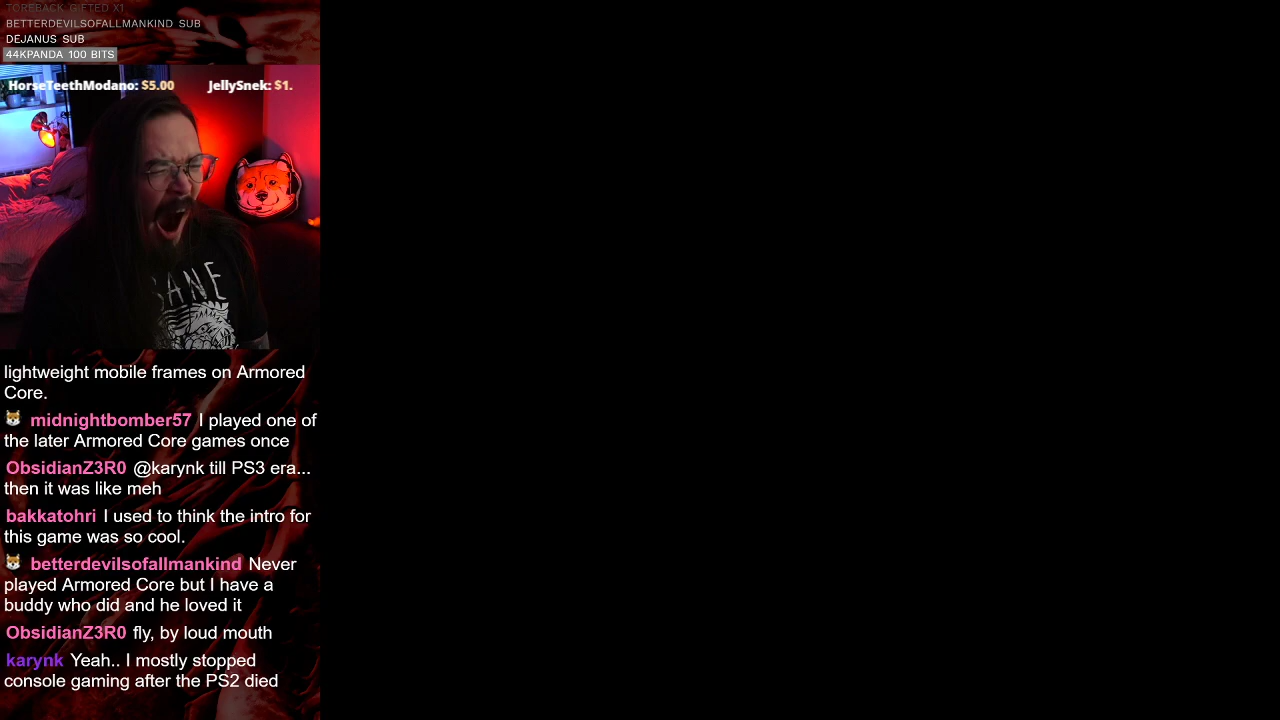 TOREBACK GIFTED X1
BETTERDEVILSOFALLMANKIND SUB
DEJANUS SUB
44KPANDA 100 BITS
HorseTeethModano: $5.00 JellySnek: $1.
SANE
lightweight mobile frames on Armored
Core.
midnightbomber57 I played one of
the later Armored Core games once
ObsidianZ3R0 @karynk till PS3 era...
then it was like meh
bakkatohri I used to think the intro for
this game was so cool.
betterdevilsofallmankind Never
played Armored Core but I have a
buddy who did and he loved it
ObsidianZ3R0 fly, by loud mouth
karynk Yeah.. I mostly stopped
console gaming after the PS2 died